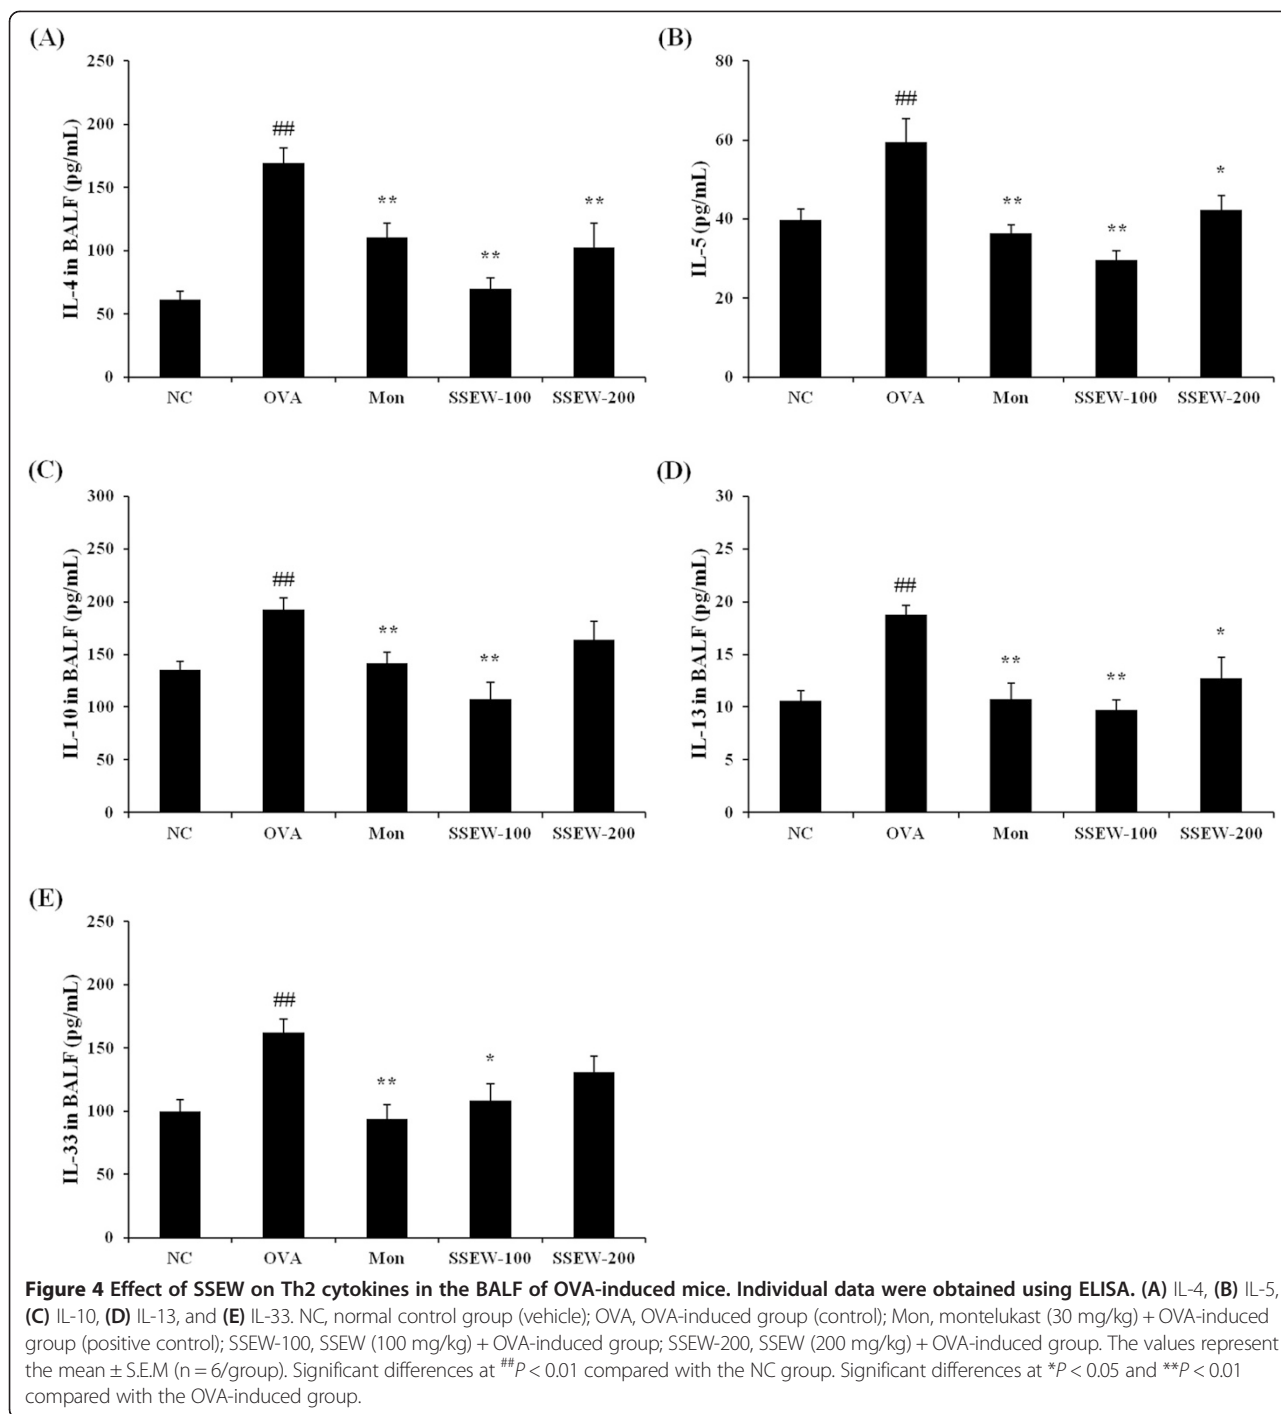 (A)
250
200
150
100
50
0
IL-4 in BALF (pg/mL)
##
**
**
**
NC OVA Mon SSEW-100 SSEW-200
(B)
80
60
40
20
0
IL-5 (pg/mL)
##
**
**
*
NC OVA Mon SSEW-100 SSEW-200
(C)
300
250
200
150
100
50
0
IL-10 in BALF (pg/mL)
##
**
**
NC OVA Mon SSEW-100 SSEW-200
(D)
30
25
20
15
10
5
0
IL-13 in BALF (pg/mL)
##
**
**
*
NC OVA Mon SSEW-100 SSEW-200
(E)
250
200
150
100
50
0
IL-33 in BALF (pg/mL)
##
**
*
NC OVA Mon SSEW-100 SSEW-200
Figure 4 Effect of SSEW on Th2 cytokines in the BALF of OVA-induced mice. Individual data were obtained using ELISA. (A) IL-4, (B) IL-5,
(C) IL-10, (D) IL-13, and (E) IL-33. NC, normal control group (vehicle); OVA, OVA-induced group (control); Mon, montelukast (30 mg/kg) + OVA-induced
group (positive control); SSEW-100, SSEW (100 mg/kg) + OVA-induced group; SSEW-200, SSEW (200 mg/kg) + OVA-induced group. The values represent
the mean ± S.E.M (n = 6/group). Significant differences at ##P < 0.01 compared with the NC group. Significant differences at *P < 0.05 and **P < 0.01
compared with the OVA-induced group.